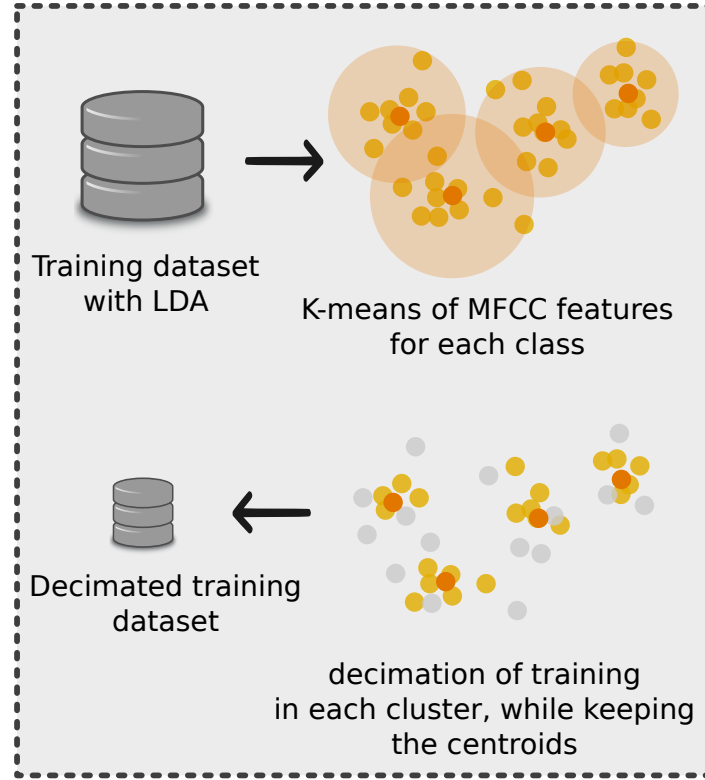 Training dataset
with LDA
K-means of MFCC features
for each class
Decimated training
dataset
decimation of training
in each cluster, while keeping
the centroids